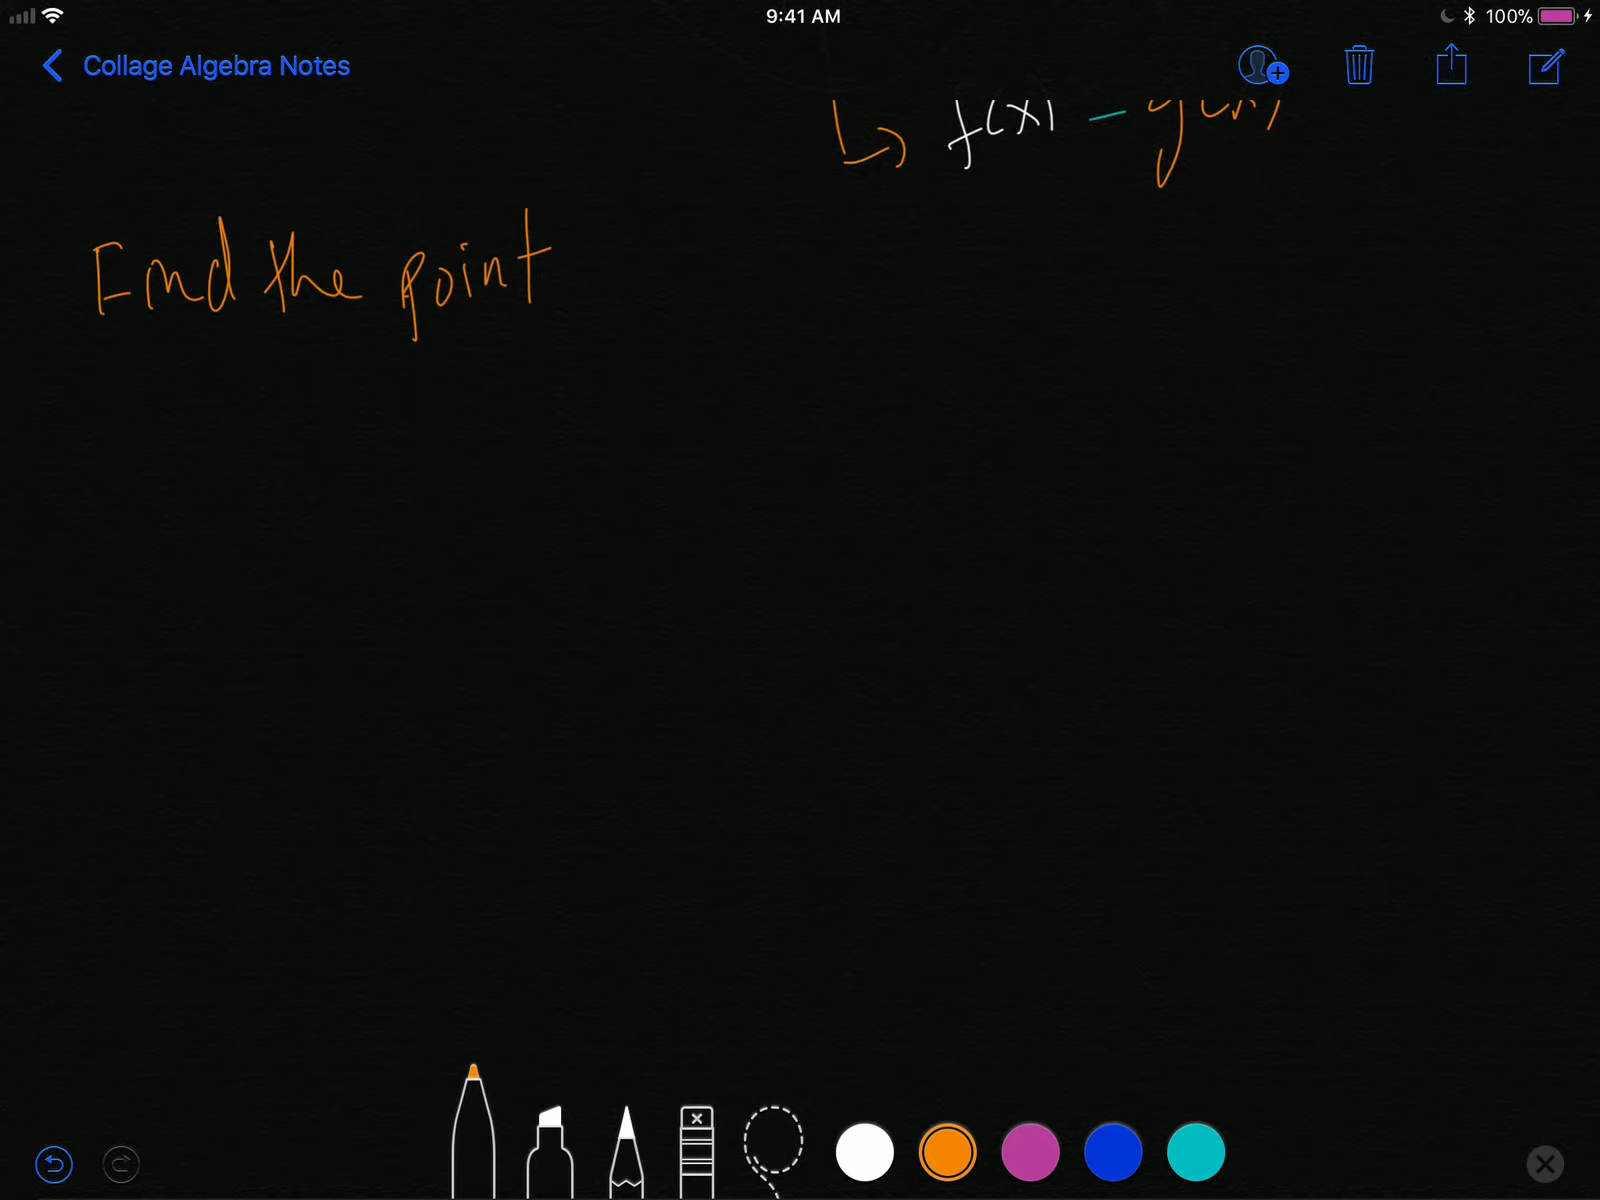 9:41 AM
100%
Collage Algebra Notes
f(x) - g(x)
Find the point